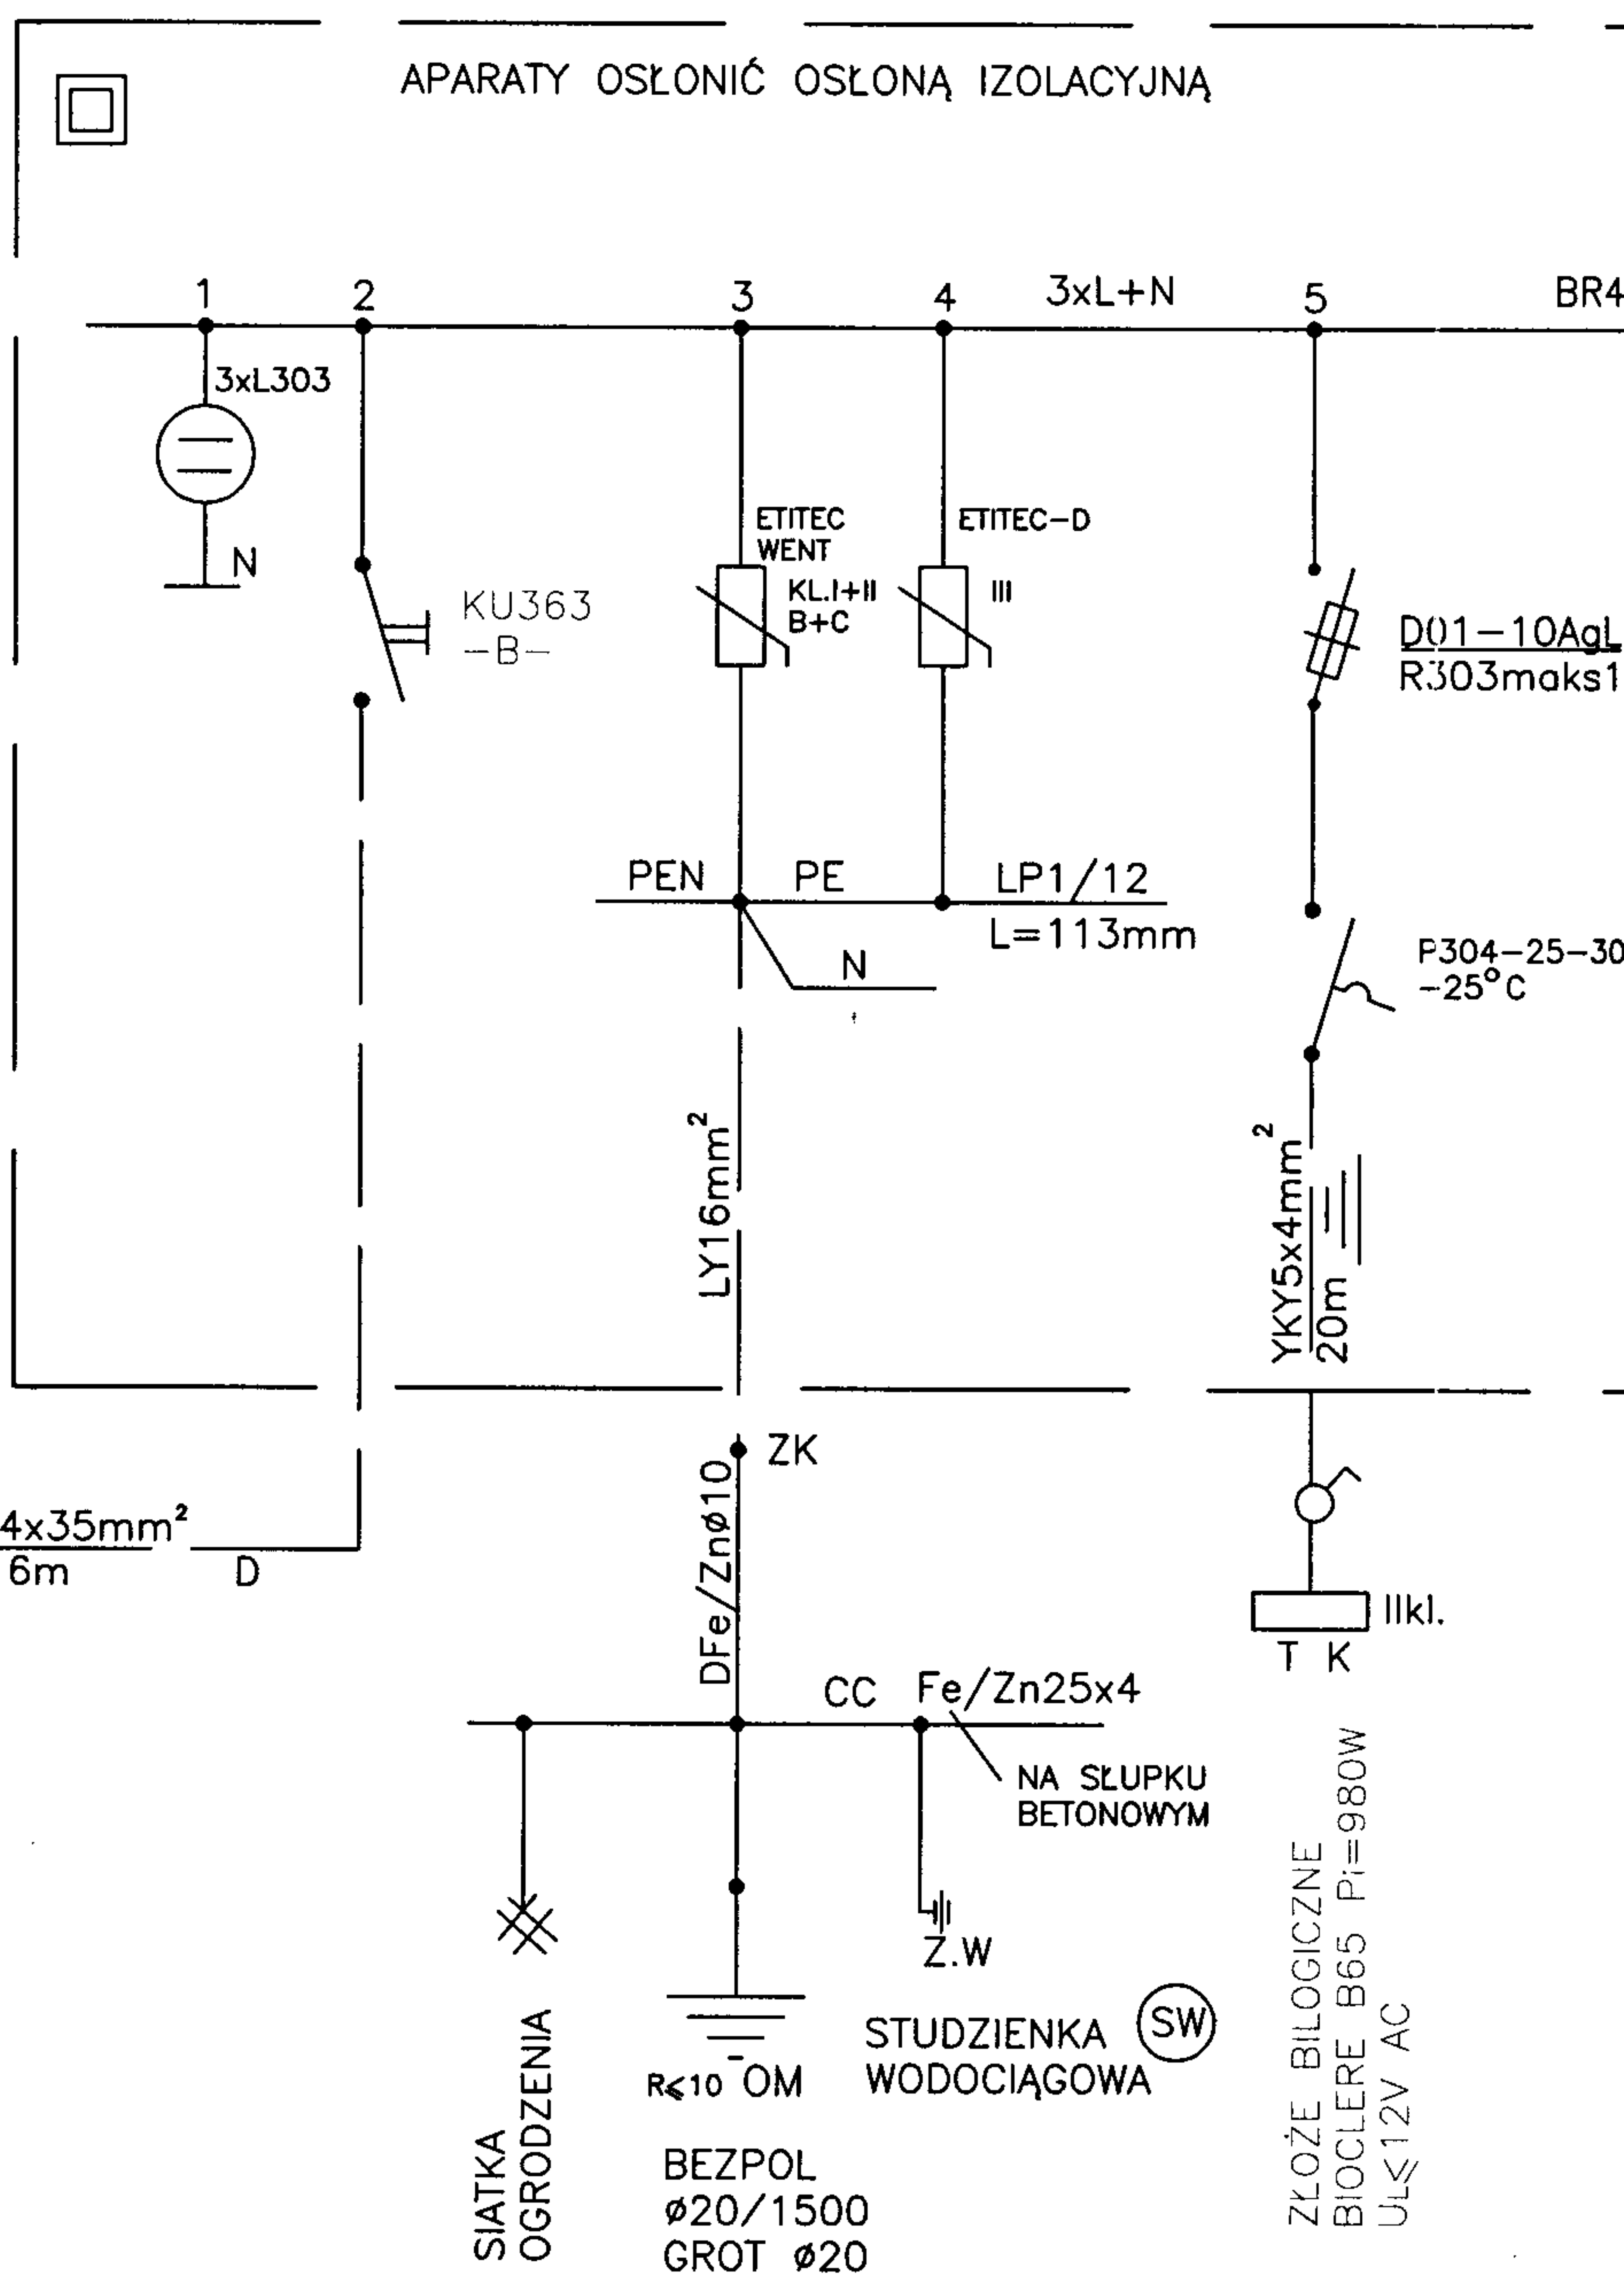 APARATY OSŁONIĆ OSŁONĄ IZOLACYJNĄ
1
2
3
4
3xL+N
5
BR4
3xL303
N
KU363
-B-
ETITEC
WENT
KL.I+II
B+C
ETITEC-D
III
D01-10AgL
R303maks1
PEN
PE
LP1/12
L=113mm
N
P304-25-30
-25°C
LY16mm²
YKY5x4mm²
20m
ZK
4x35mm²
6m
D
DFe/Znø10
IIkl.
T K
CC
Fe/Zn25x4
NA SŁUPKU
BETONOWYM
Z.W
SIATKA
OGRODZENIA
R⩽10 OM
BEZPOL
ø20/1500
GROT ø20
STUDZIENKA
WODOCIĄGOWA
SW
ZŁOŻE BILOGICZNE
BIOCLERE B65 Pi=980W
UL⩽12V AC